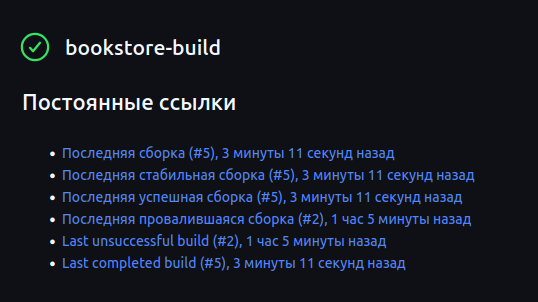 bookstore-build
Постоянные ссылки
Последняя сборка (#5), 3 минуты 11 секунд назад
Последняя стабильная сборка (#5), 3 минуты 11 секунд назад
Последняя успешная сборка (#5), 3 минуты 11 секунд назад
Последняя провалившаяся сборка (#2), 1 час 5 минуты назад
Last unsuccessful build (#2), 1 час 5 минуты назад
Last completed build (#5), 3 минуты 11 секунд назад